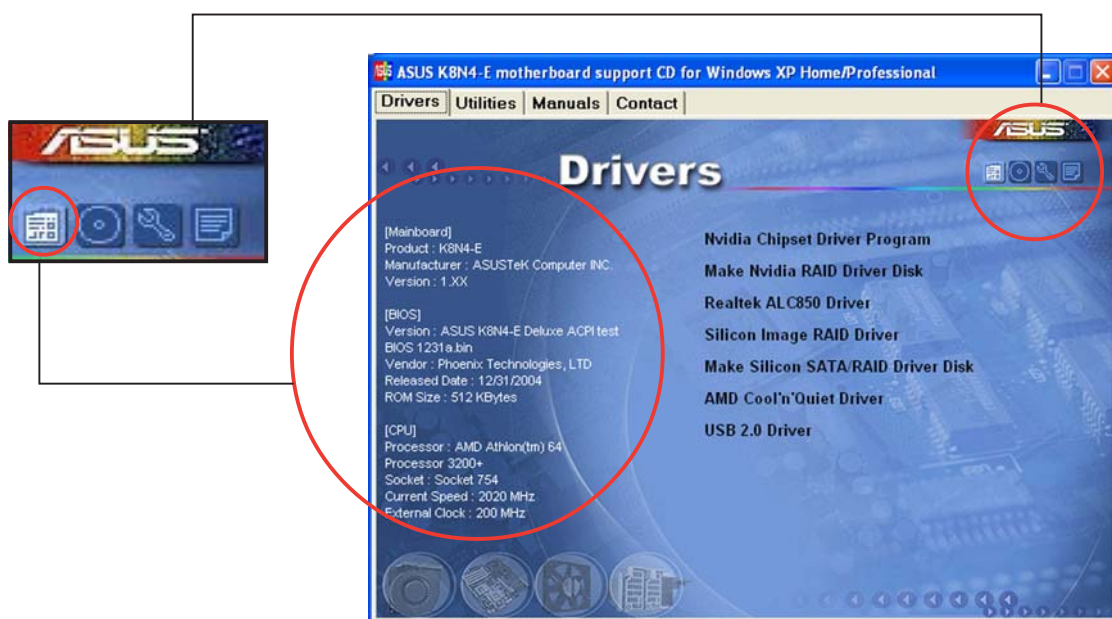 ASUS K8N4-E motherboard support CD for Windows XP Home/Professional
Drivers Utilities Manuals Contact
ASUS
ASUS
Drivers
[Mainboard]
Product : K8N4-E
Manufacturer : ASUSTeK Computer INC.
Version : 1.XX
[BIOS]
Version : ASUS K8N4-E Deluxe ACPI test
BIOS 1231a.bin
Vendor : Phoenix Technologies, LTD
Released Date : 12/31/2004
ROM Size : 512 KBytes
[CPU]
Processor : AMD Athlon(tm) 64
Processor 3200+
Socket : Socket 754
Current Speed : 2020 MHz
External Clock : 200 MHz
Nvidia Chipset Driver Program
Make Nvidia RAID Driver Disk
Realtek ALC850 Driver
Silicon Image RAID Driver
Make Silicon SATA/RAID Driver Disk
AMD Cool'n'Quiet Driver
USB 2.0 Driver